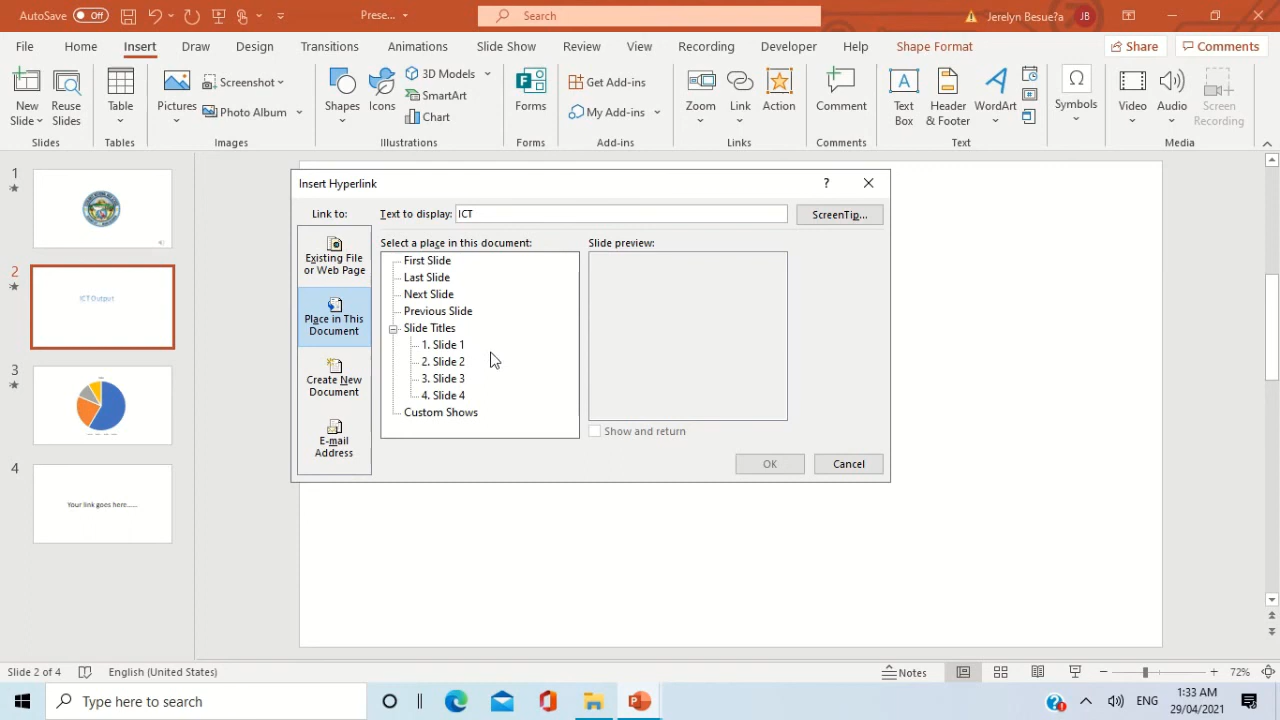 AutoSave Off
Prese...
Search
Jerelyn Besue?a JB
File Home Insert Draw Design Transitions Animations Slide Show Review View Recording Developer Help Shape Format Share Comments
New Slide
Reuse Slides
Table
Pictures
Screenshot
Photo Album
Shapes
Icons
3D Models
SmartArt
Chart
Forms
Get Add-ins
My Add-ins
Zoom
Link
Action
Comment
Text Box
Header & Footer
WordArt
Symbols
Video
Audio
Screen Recording
Slides Tables Images Illustrations Forms Add-ins Links Comments Text Media
1
2
ICT Output
3
4
Your link goes here......
Insert Hyperlink ?
Link to:
Text to display: ICT
ScreenTip...
Existing File or Web Page
Place in This Document
Create New Document
E-mail Address
Select a place in this document:
First Slide
Last Slide
Next Slide
Previous Slide
Slide Titles
1. Slide 1
2. Slide 2
3. Slide 3
4. Slide 4
Custom Shows
Slide preview:
Show and return
OK Cancel
Slide 2 of 4 English (United States) Notes 72%
Type here to search
ENG
1:33 AM
29/04/2021